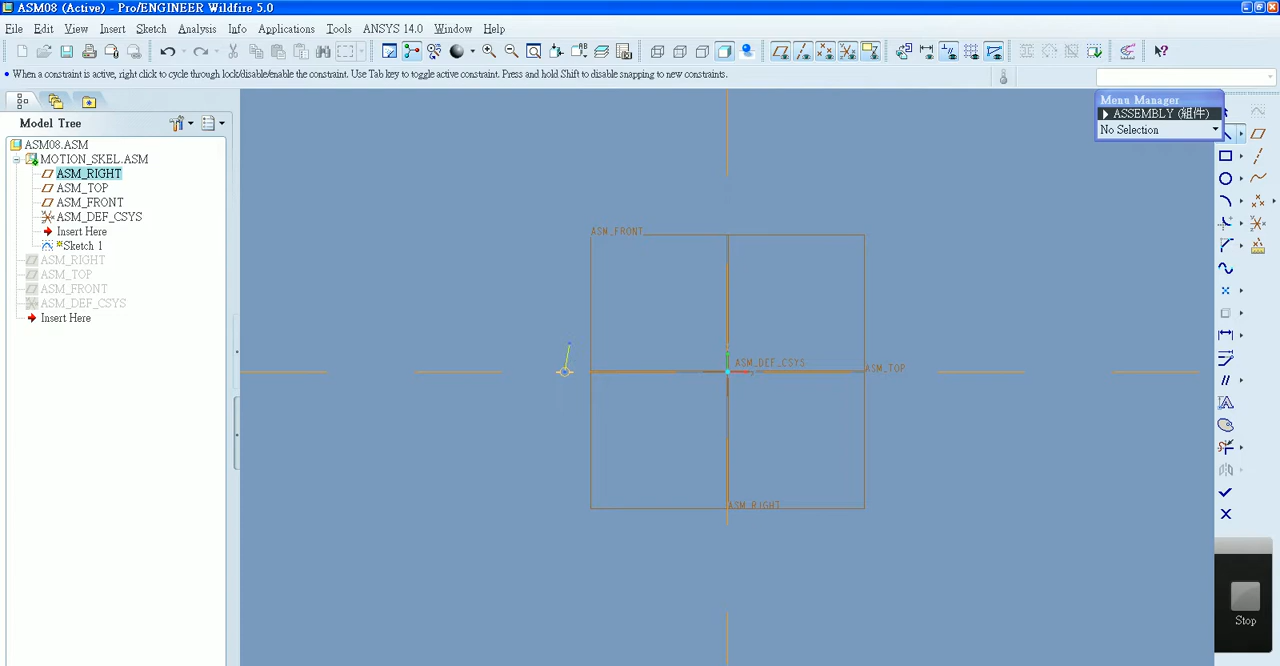 ASM08 (Active) - Pro/ENGINEER Wildfire 5.0
File Edit View Insert Sketch Analysis Info Applications Tools ANSYS 14.0 Window Help
When a constraint is active, right click to cycle through lock/disable/enable the constraint. Use Tab key to toggle active constraint. Press and hold Shift to disable snapping to new constraints.
Menu Manager
ASSEMBLY (組件)
No Selection
Model Tree
ASM08.ASM
MOTION_SKEL.ASM
ASM_RIGHT
ASM_TOP
ASM_FRONT
ASM_DEF_CSYS
Insert Here
*Sketch 1
ASM_RIGHT
ASM_TOP
ASM_FRONT
ASM_DEF_CSYS
Insert Here
ASM_FRONT
ASM_DEF_CSYS
ASM_TOP
ASM_RIGHT
Stop